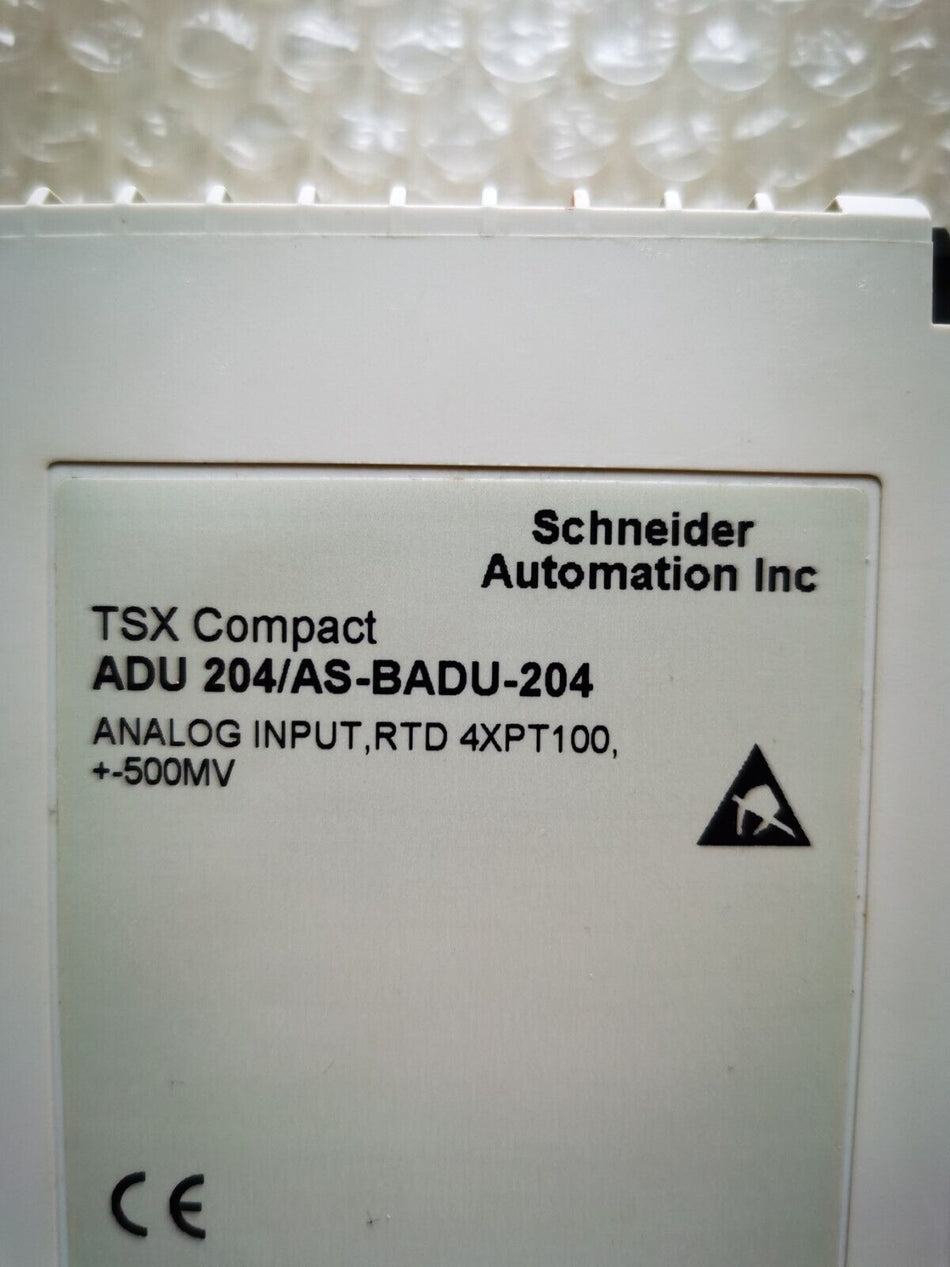 Schneider
Automation Inc
TSX Compact
ADU 204/AS-BADU-204
ANALOG INPUT,RTD 4XPT100,
+-500MV
CE